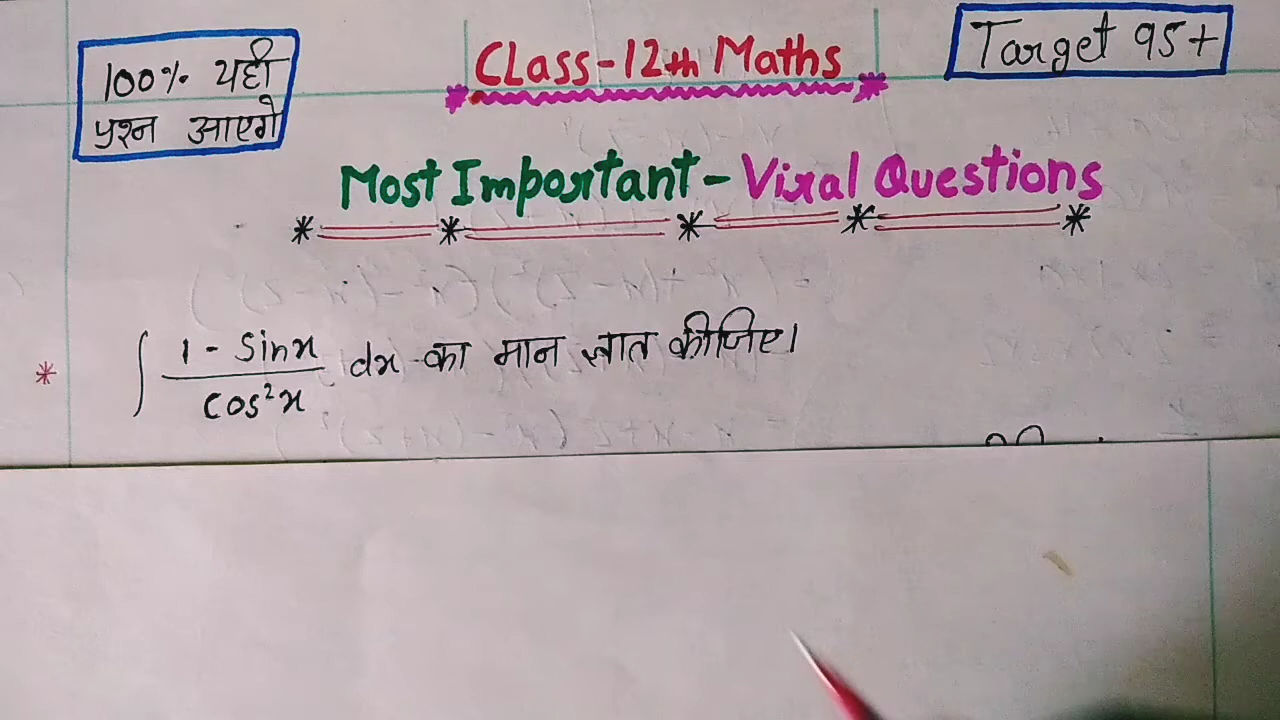 100% यही
प्रश्न आएगे
Class-12th Maths
Target 95+
Most Important - Viral Questions
* ∫ (1 - Sinx)/(Cos²x) dx का मान ज्ञात कीजिए।